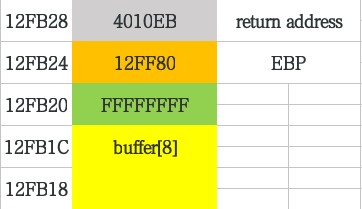 12FB28 4010EB return address
12FB24 12FF80 EBP
12FB20 FFFFFFFF
12FB1C buffer[8]
12FB18